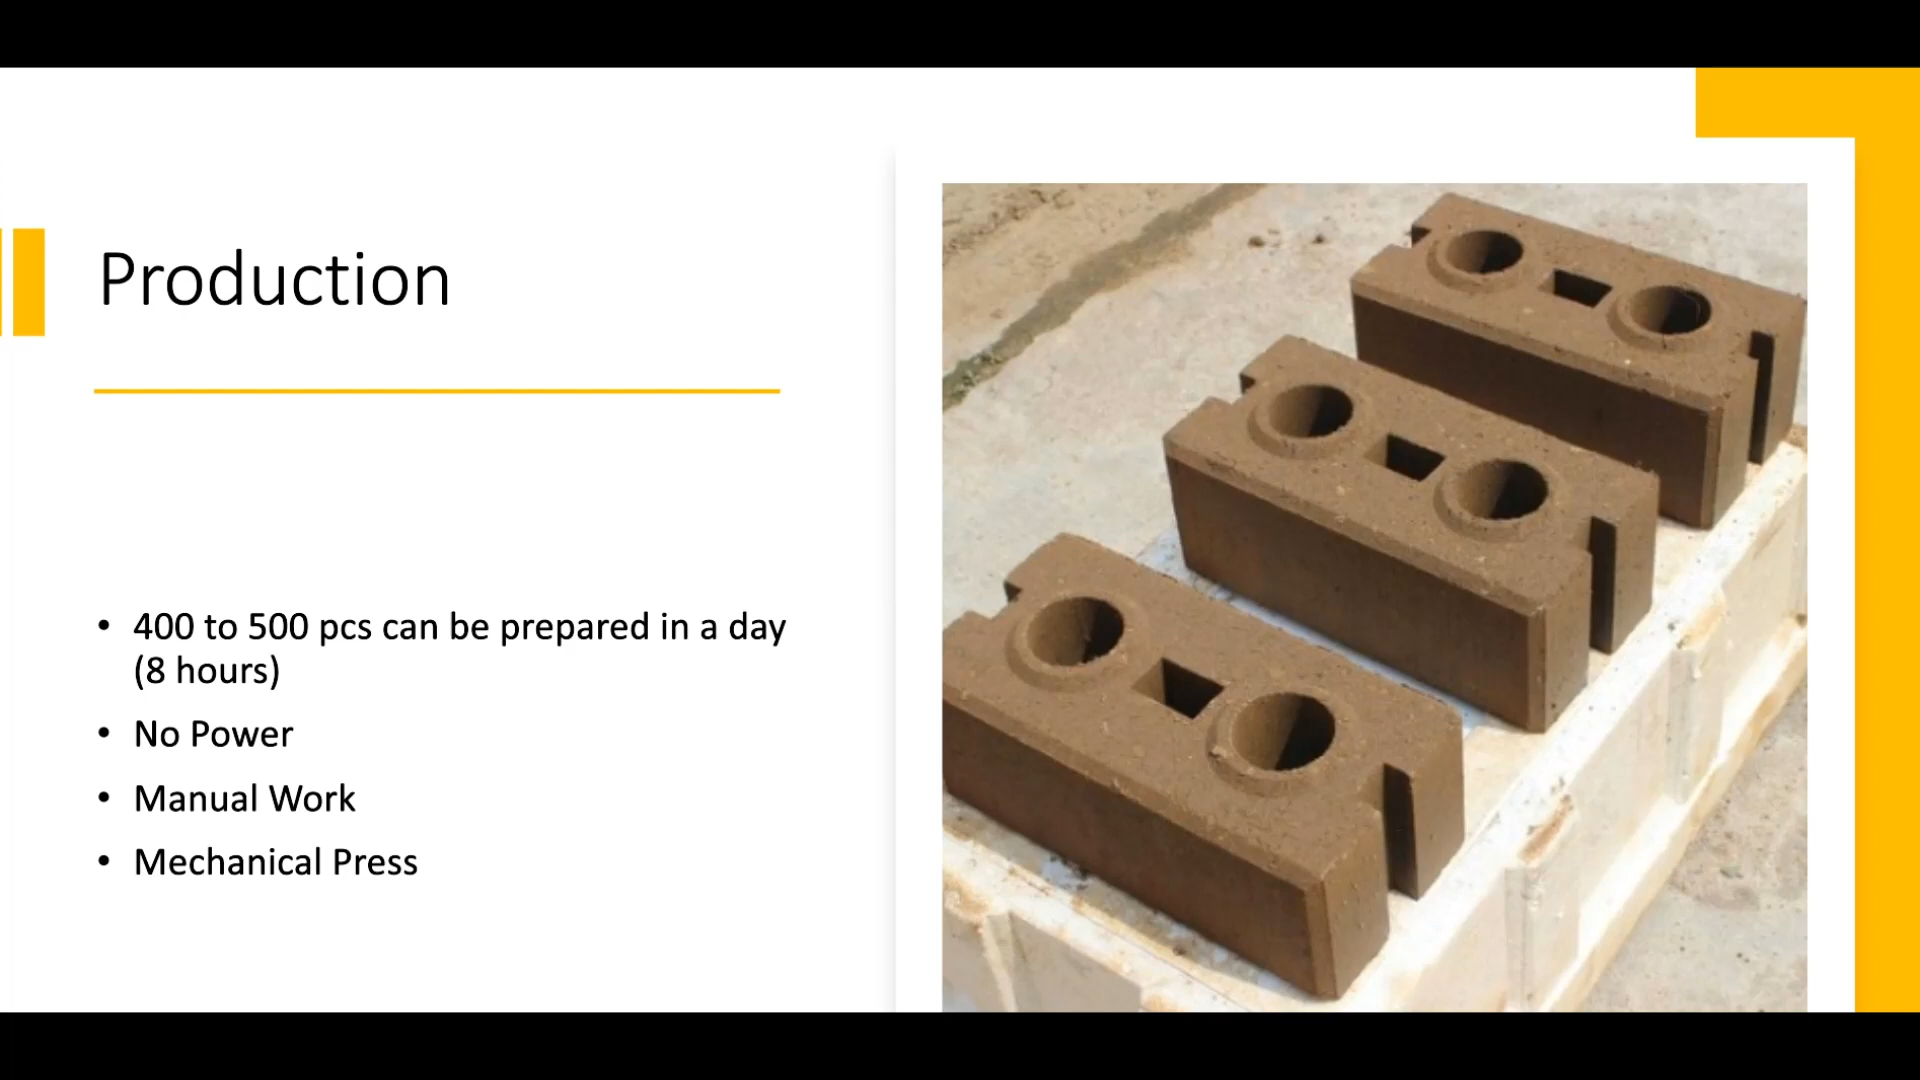 Production
• 400 to 500 pcs can be prepared in a day
(8 hours)
• No Power
• Manual Work
• Mechanical Press